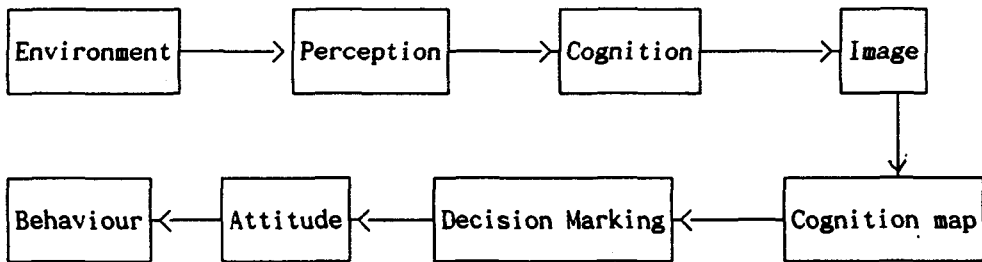 Environment
Perception
Cognition
Image
Behaviour
Attitude
Decision Marking
Cognition map